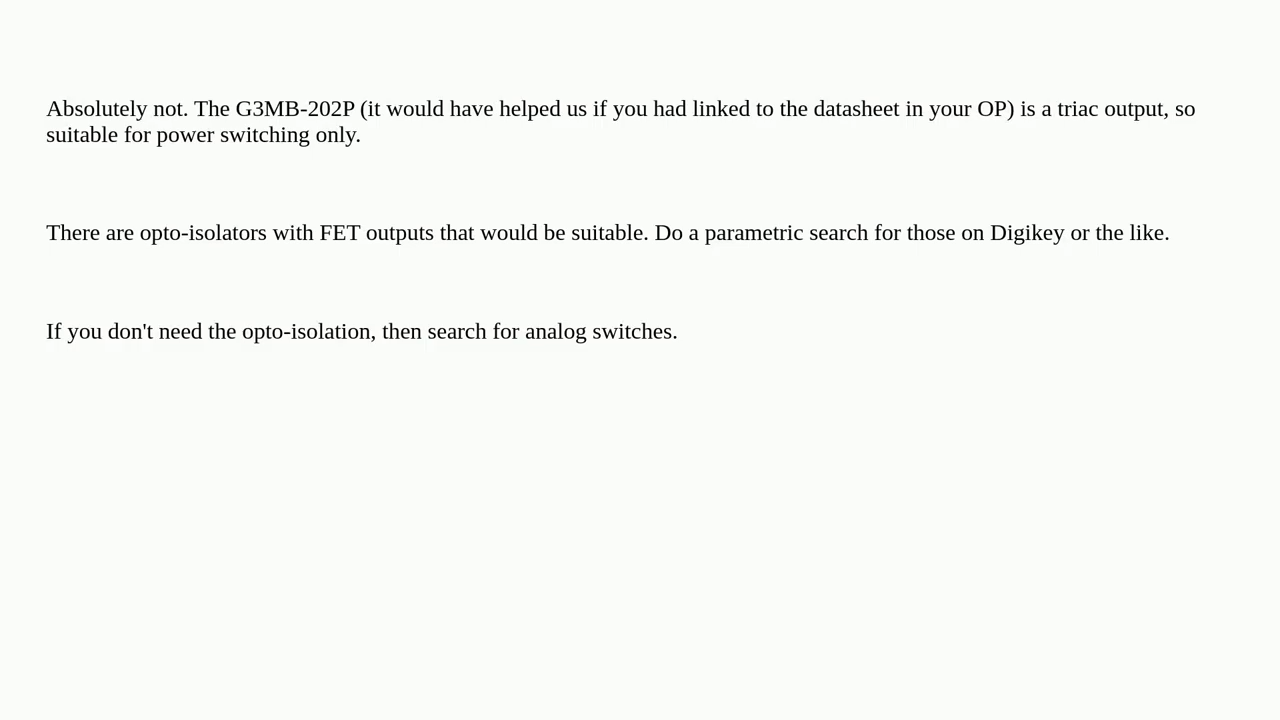 Absolutely not. The G3MB-202P (it would have helped us if you had linked to the datasheet in your OP) is a triac output, so
suitable for power switching only.
There are opto-isolators with FET outputs that would be suitable. Do a parametric search for those on Digikey or the like.
If you don't need the opto-isolation, then search for analog switches.